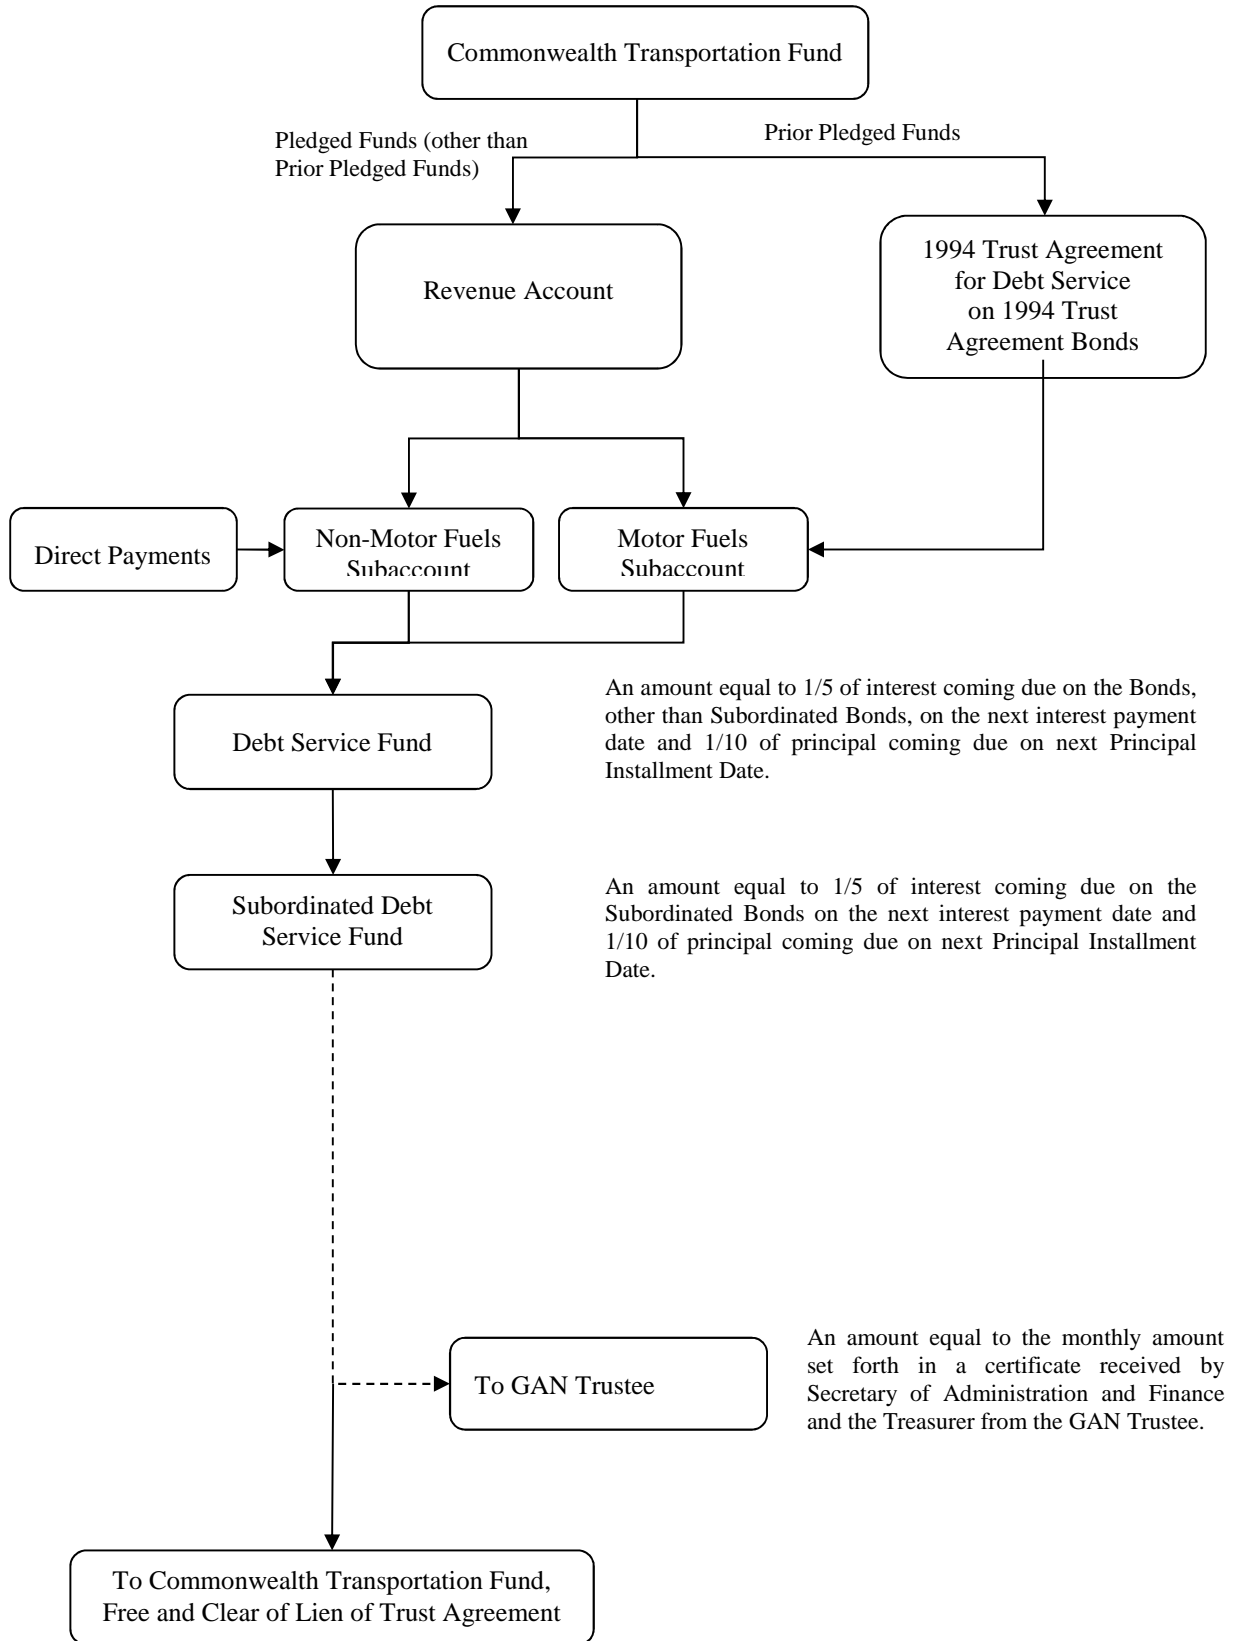 Commonwealth Transportation Fund
Pledged Funds (other than
Prior Pledged Funds)
Prior Pledged Funds
Revenue Account
1994 Trust Agreement
for Debt Service
on 1994 Trust
Agreement Bonds
Direct Payments
Non-Motor Fuels
Subaccount
Motor Fuels
Subaccount
An amount equal to 1/5 of interest coming due on the Bonds,
other than Subordinated Bonds, on the next interest payment
date and 1/10 of principal coming due on next Principal
Installment Date.
Debt Service Fund
Subordinated Debt
Service Fund
An amount equal to 1/5 of interest coming due on the
Subordinated Bonds on the next interest payment date and
1/10 of principal coming due on next Principal Installment
Date.
To GAN Trustee
An amount equal to the monthly amount
set forth in a certificate received by
Secretary of Administration and Finance
and the Treasurer from the GAN Trustee.
To Commonwealth Transportation Fund,
Free and Clear of Lien of Trust Agreement